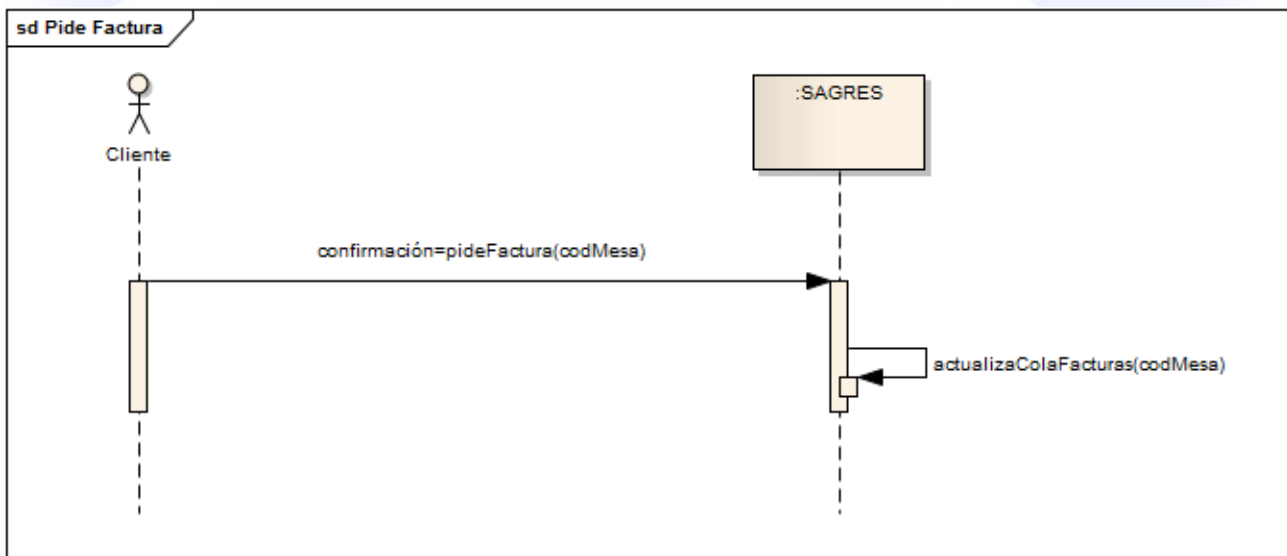 sd Pide Factura
Cliente
:SAGRES
confirmación=pideFactura(codMesa)
actualizaColaFacturas(codMesa)